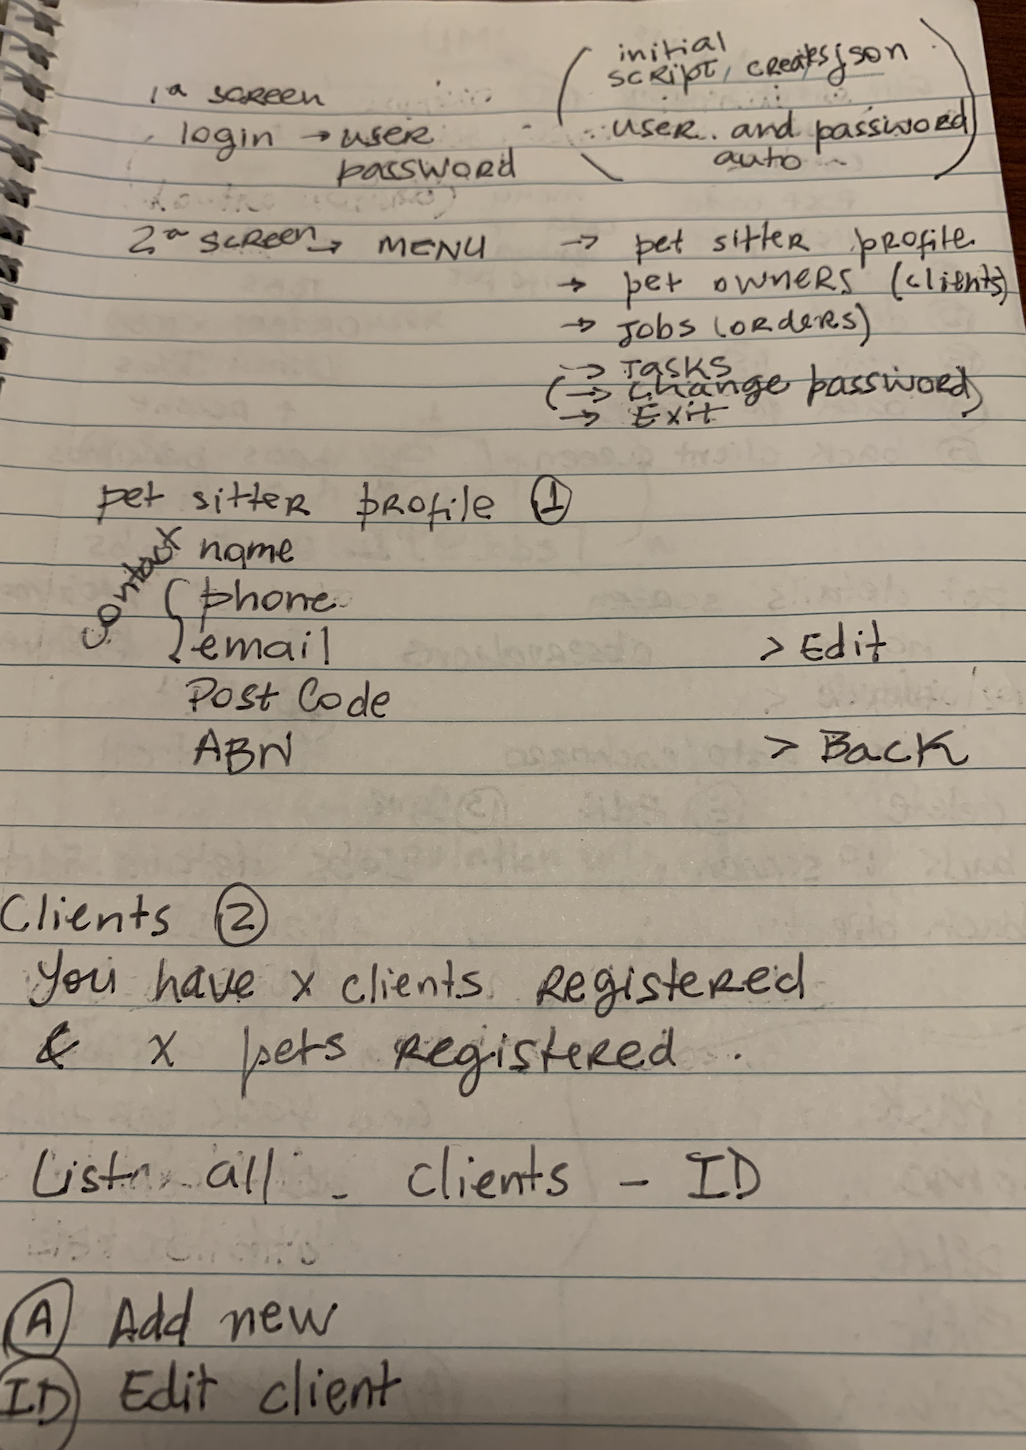 1ª SCREEN
login → user
password
(initial
script, creates json
user and password
auto)
2ª SCREEN → MENU → pet sitter profile
→ pet owners (clients)
→ Jobs (orders)
→ Tasks
(→ change password)
→ Exit
pet sitter profile ①
name
contact { phone
email > Edit
Post Code
ABN > Back
Clients ②
You have x clients registered
& x pets registered.
List all - clients - ID
Ⓐ Add new
ID Edit client